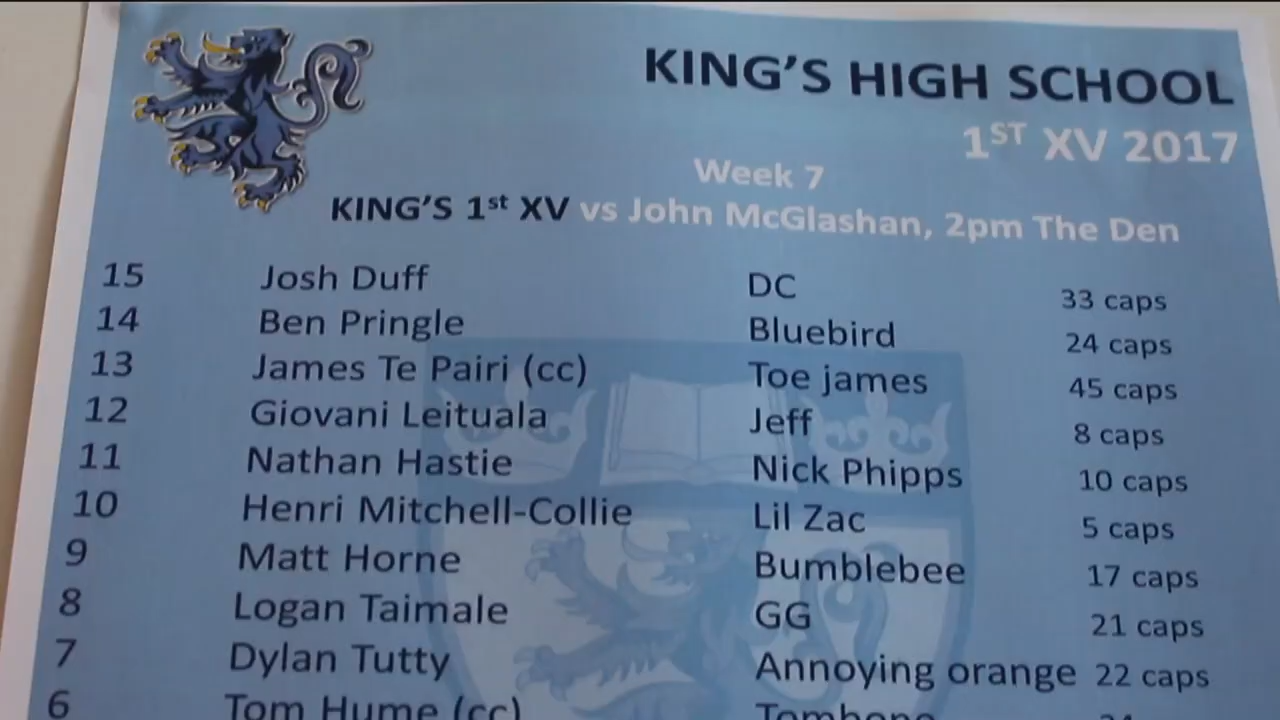 KING'S HIGH SCHOOL
1ST XV 2017
Week 7
KING'S 1st XV vs John McGlashan, 2pm The Den
15 Josh Duff DC 33 caps
14 Ben Pringle Bluebird 24 caps
13 James Te Pairi (cc) Toe james 45 caps
12 Giovani Leituala Jeff 8 caps
11 Nathan Hastie Nick Phipps 10 caps
10 Henri Mitchell-Collie Lil Zac 5 caps
9 Matt Horne Bumblebee 17 caps
8 Logan Taimale GG 21 caps
7 Dylan Tutty Annoying orange 22 caps
6 Tom Hume (cc)